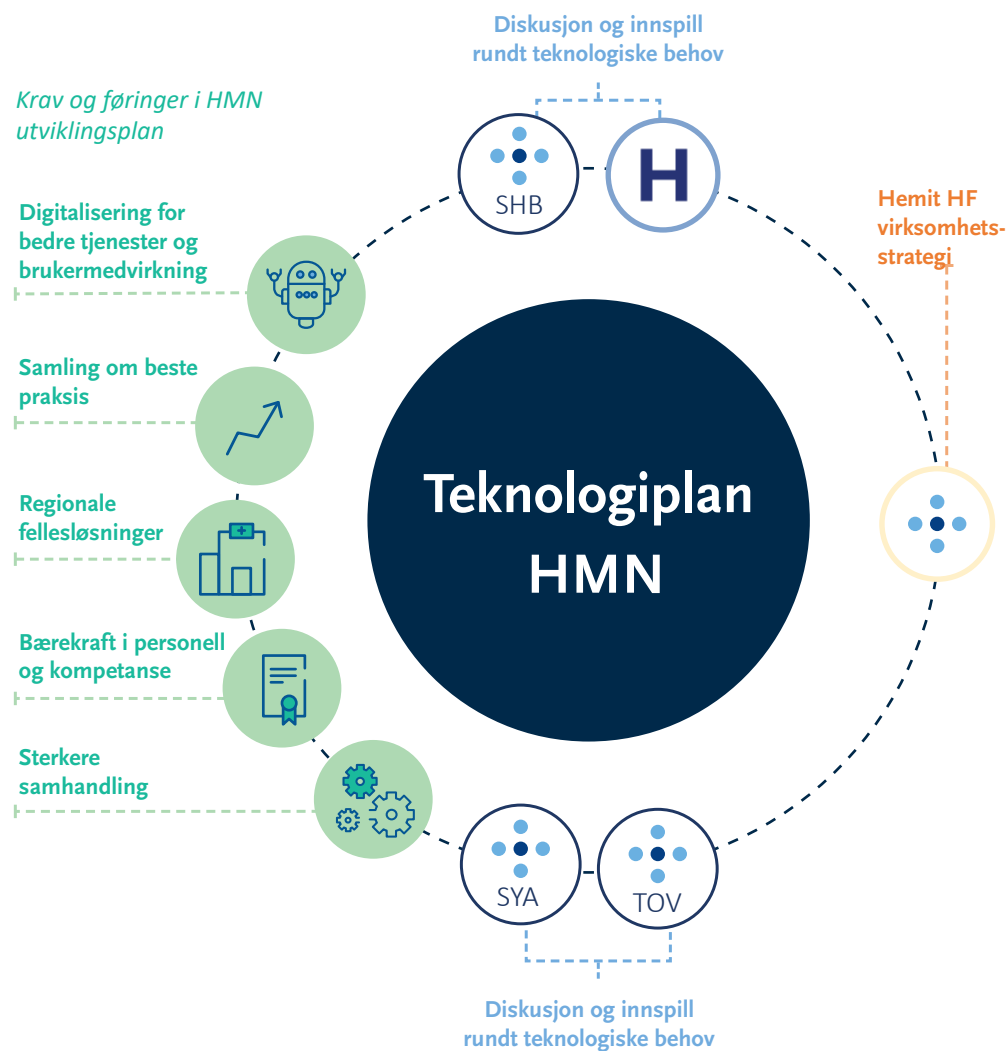 Diskusjon og innspill
rundt teknologiske behov
Krav og føringer i HMN
utviklingsplan
SHB
H
Digitalisering for
bedre tjenester og
brukermedvirkning
Hemit HF
virksomhets-
strategi
Samling om beste
praksis
Teknologiplan
HMN
Regionale
fellesløsninger
Bærekraft i personell
og kompetanse
Sterkere
samhandling
SYA
TOV
Diskusjon og innspill
rundt teknologiske behov